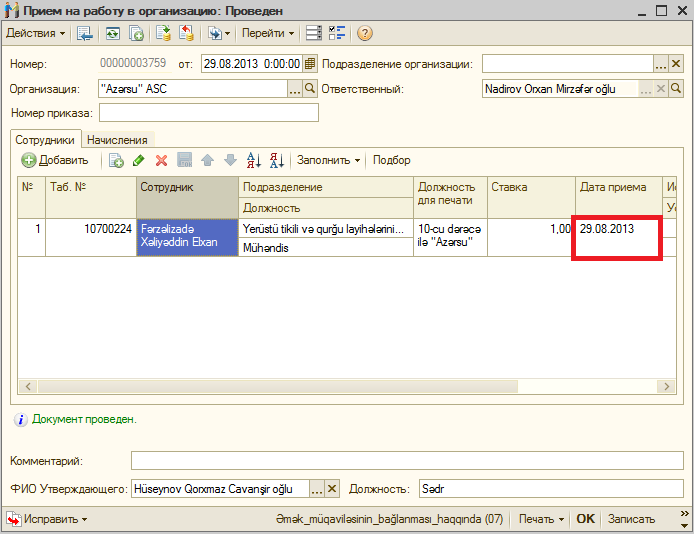 Прием на работу в организацию: Проведен
Действия Перейти
Номер: 00000003759 от: 29.08.2013 0:00:00 Подразделение организации:
Организация: "Azərsu" ASC Ответственный: Nadirov Orxan Mirzəfər oğlu
Номер приказа:
Сотрудники Начисления
Добавить Заполнить Подбор
№ Таб. № Сотрудник Подразделение Должность для печати Ставка Дата приема
Должность
1 10700224 Fərzəlizadə Xəliyəddin Elxan Yerüstü tikili və qurğu layihələrini... 10-cu dərəcə ilə "Azərsu" 1,00 29.08.2013
Mühəndis
Документ проведен.
Комментарий:
ФИО Утверждающего: Hüseynov Qorxmaz Cavanşir oğlu Должность: Sədr
Исправить Əmək_müqaviləsinin_bağlanması_haqqında (07) Печать OK Записать